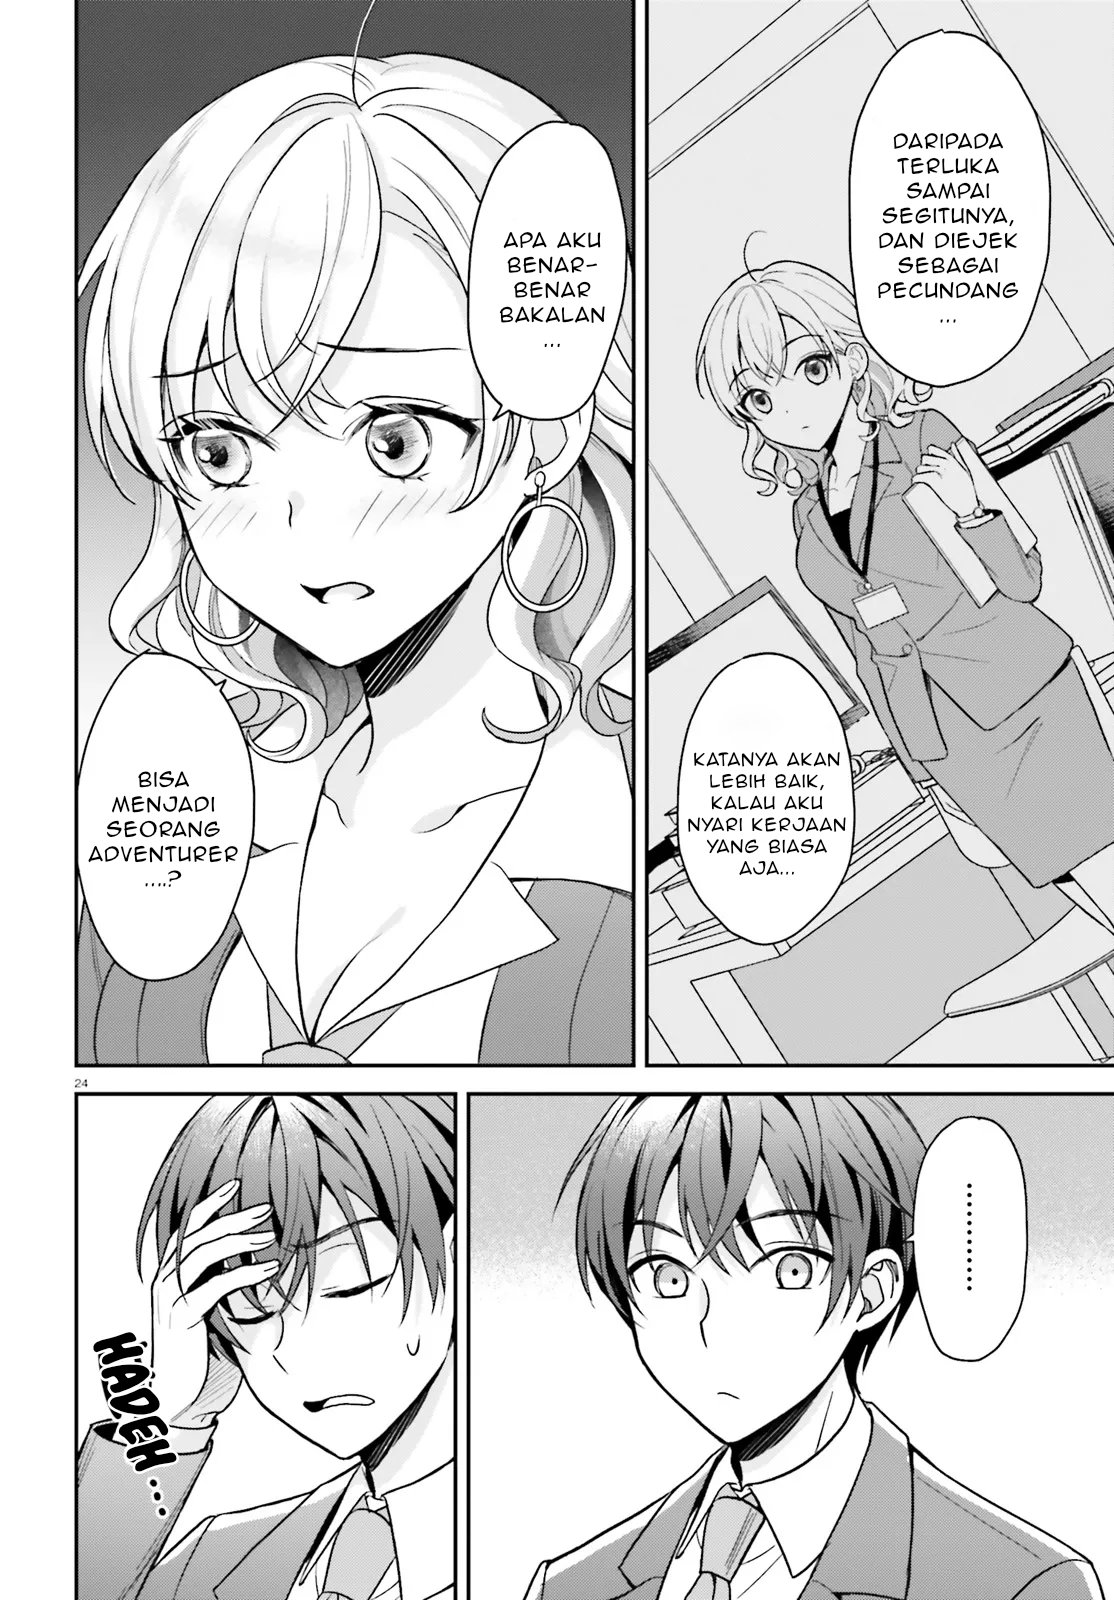 DARIPADA
TERLUKA
SAMPAI
SEGITUNYA,
DAN DIEJEK
SEBAGAI
PECUNDANG
...
KATANYA AKAN
LEBIH BAIK,
KALAU AKU
NYARI KERJAAN
YANG BIASA
AJA...
APA AKU
BENAR-
BENAR
BAKALAN
...
BISA
MENJADI
SEORANG
ADVENTURER
....?
24
..........
HADEH...